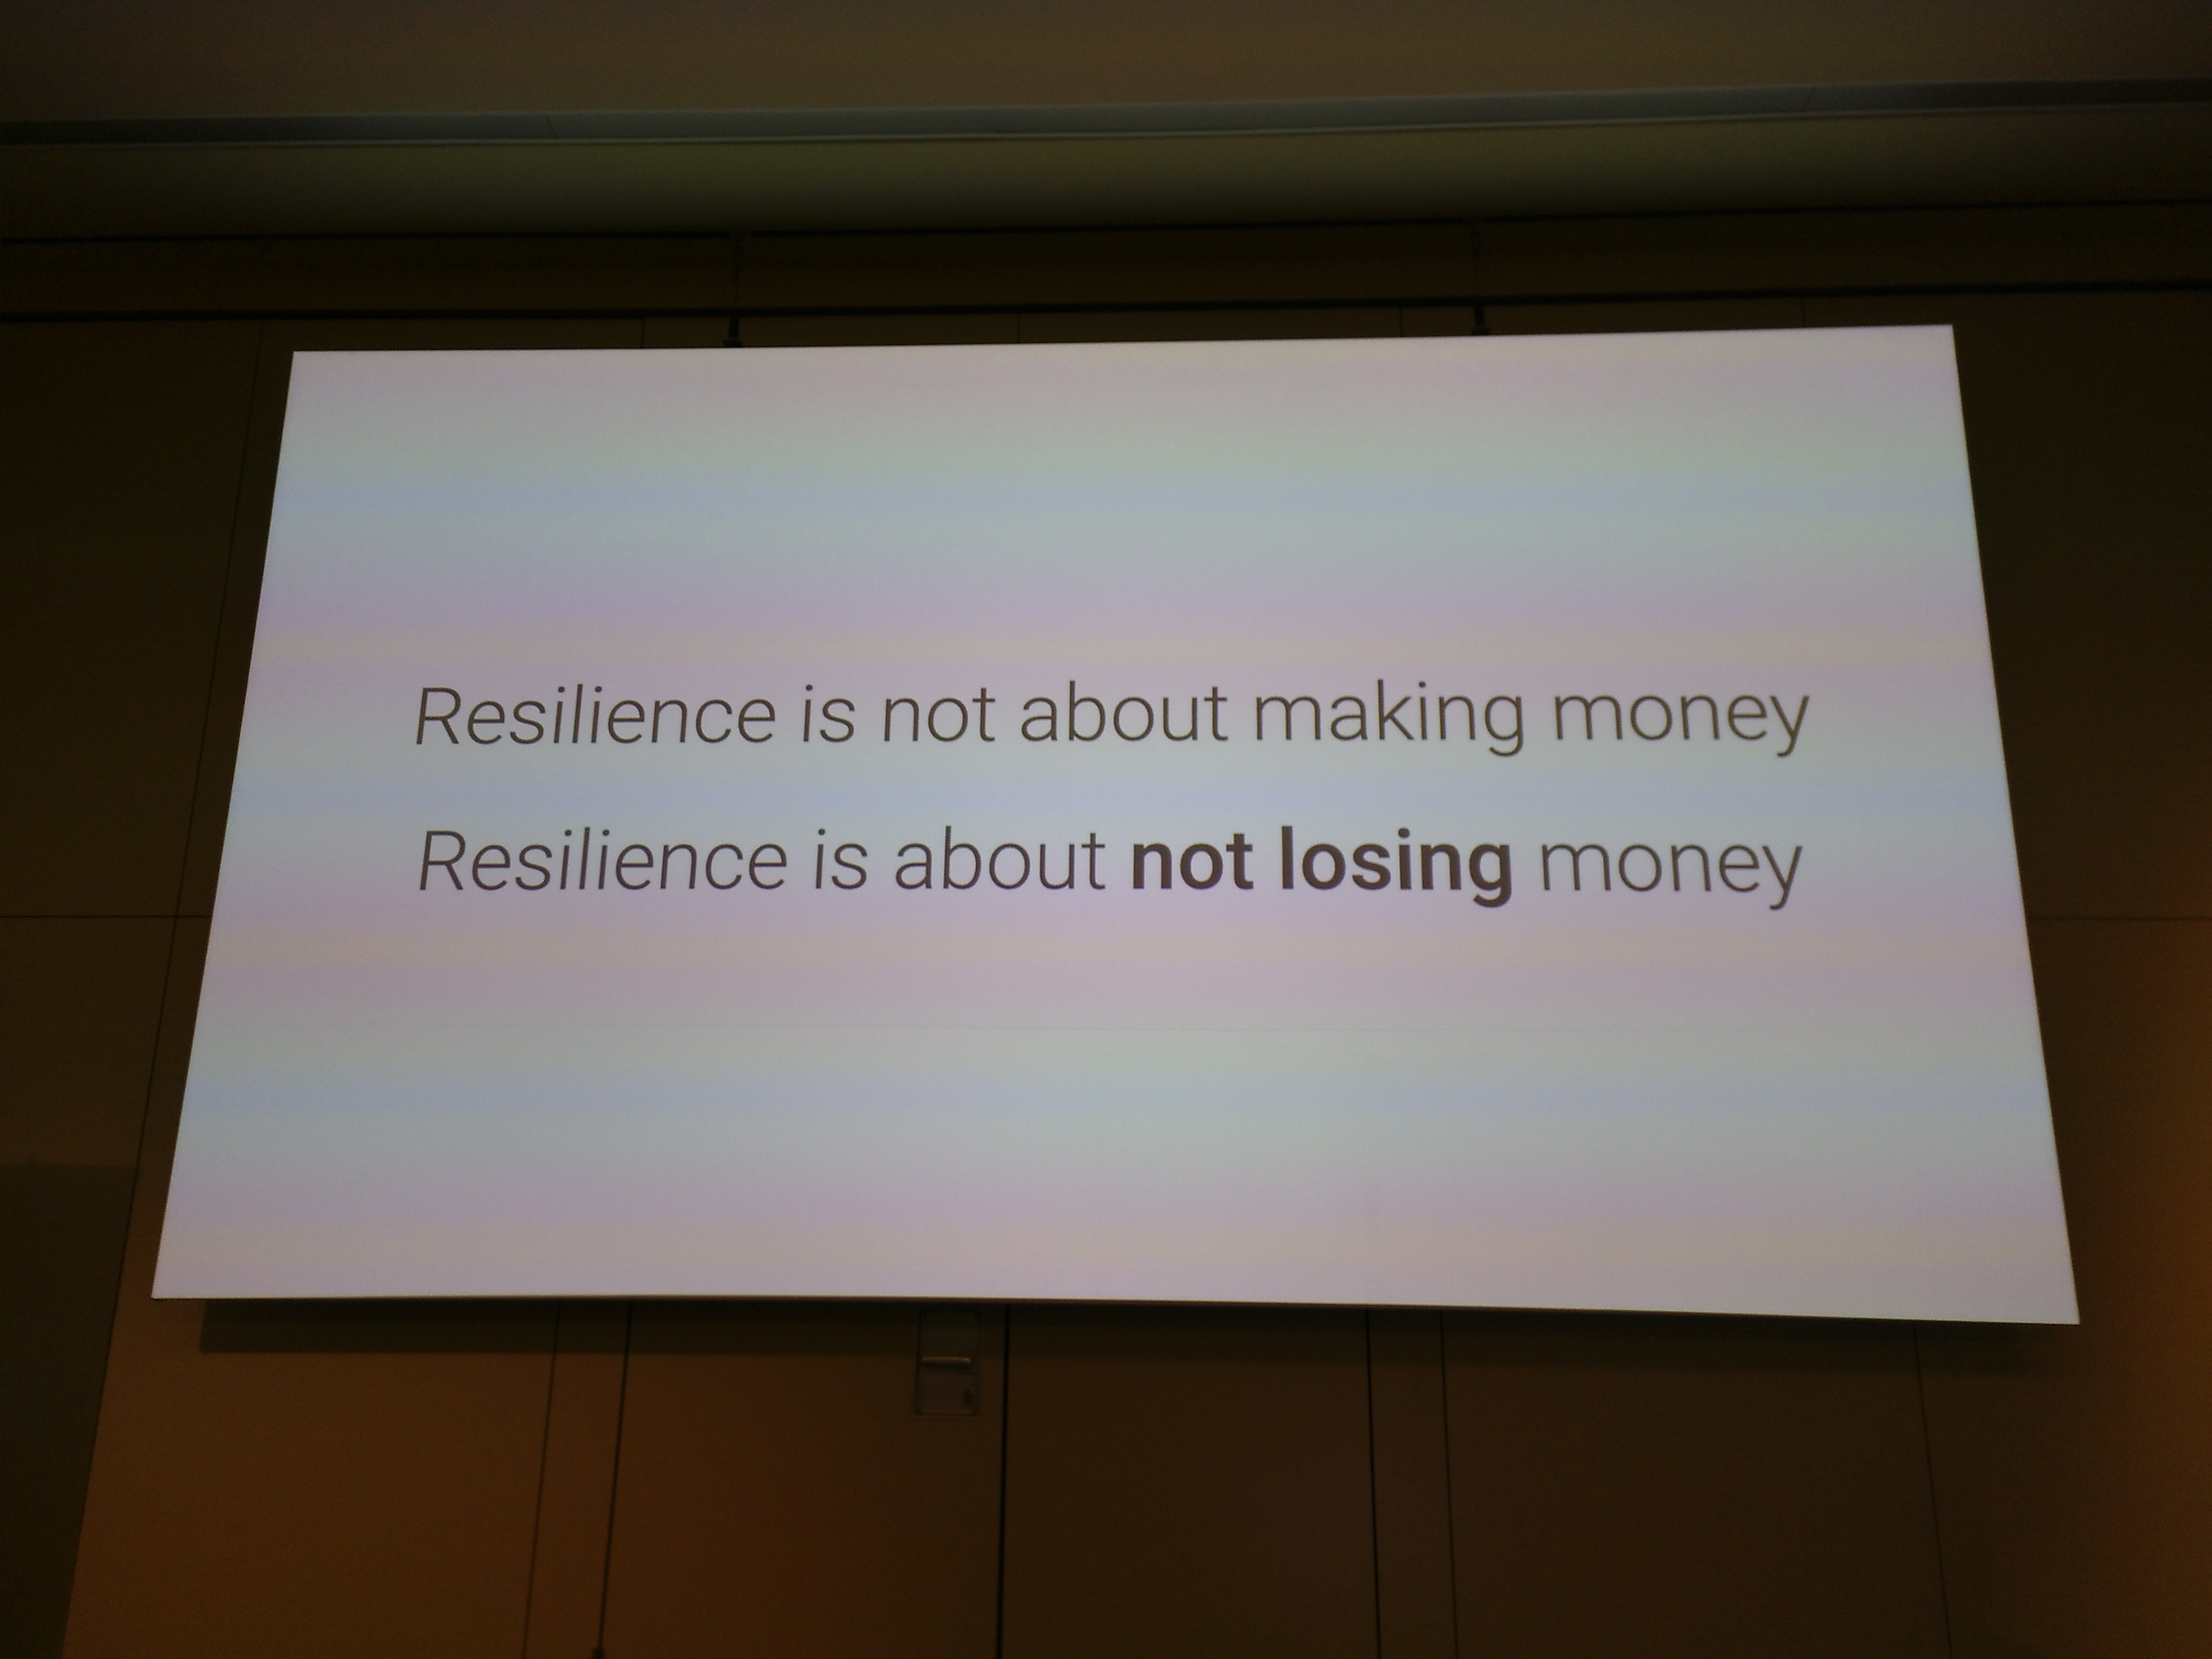 Resilience is not about making money
Resilience is about not losing money